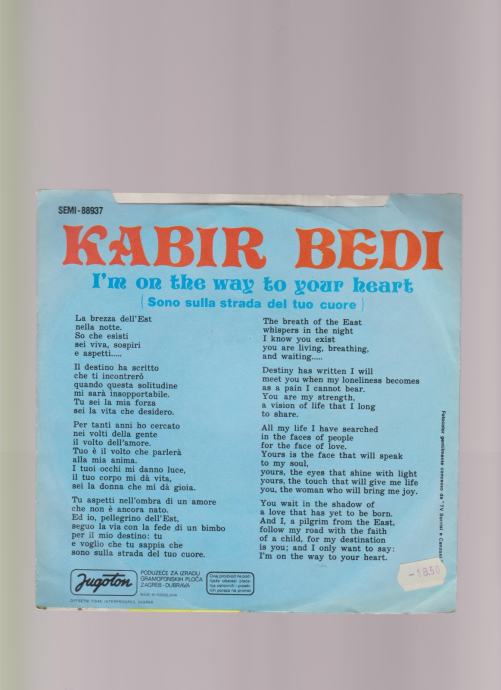 SEMI-88937
KABIR BEDI
I'm on the way to your heart
(Sono sulla strada del tuo cuore)
La brezza dell'Est
nella notte.
So che esisti
sei viva, sospiri
e aspetti.....
Il destino ha scritto
che ti incontrerò
quando questa solitudine
mi sarà insopportabile.
Tu sei la mia forza
sei la vita che desidero.
Per tanti anni ho cercato
nei volti della gente
il volto dell'amore.
Tuo è il volto che parlerà
alla mia anima.
I tuoi occhi mi danno luce,
il tuo corpo mi dà vita,
sei la donna che mi dà gioia.
Tu aspetti nell'ombra di un amore
che non è ancora nato.
Ed io, pellegrino dell'Est,
seguo la via con la fede di un bimbo
per il mio destino: tu
e voglio che tu sappia che
sono sulla strada del tuo cuore.
The breath of the East
whispers in the night
I know you exist
you are living, breathing,
and waiting.....
Destiny has written I will
meet you when my loneliness becomes
as a pain I cannot bear.
You are my strength,
a vision of life that I long
to share.
All my life I have searched
in the faces of people
for the face of love.
Yours is the face that will speak
to my soul,
yours, the eyes that shine with light
yours, the touch that will give me life
you, the woman who will bring me joy.
You wait in the shadow of
a love that has yet to be born.
And I, a pilgrim from the East,
follow my road with the faith
of a child, for my destination
is you; and I only want to say:
I'm on the way to your heart.
Fotocolor gentilmente concesso da "TV Sorrisi e Canzoni"
Jugoton
PODUZEĆE ZA IZRADU
GRAMOFONSKIH PLOČA
ZAGREB - DUBRAVA
MADE IN YUGOSLAVIA
-18,50